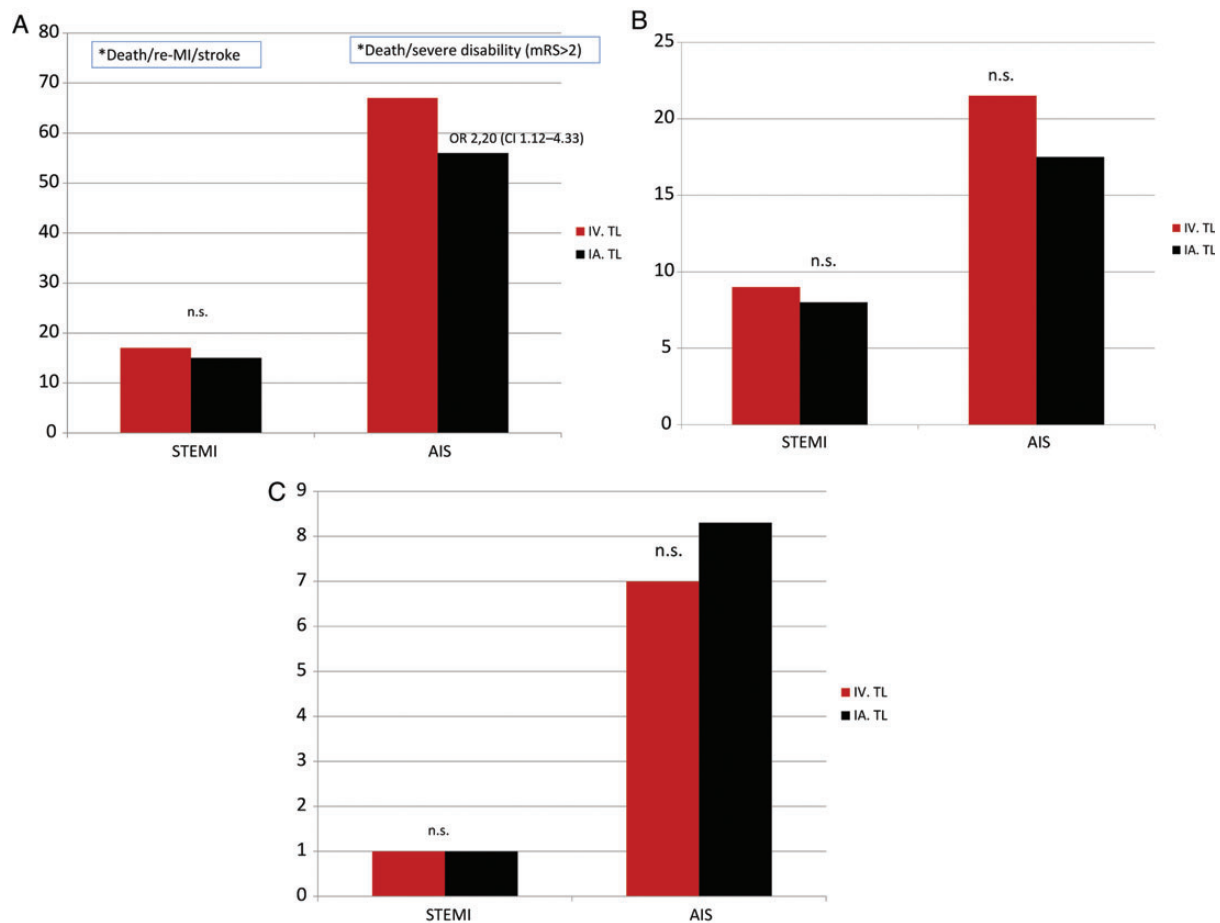 A
80
70
60
50
40
30
20
10
0
*Death/re-MI/stroke
*Death/severe disability (mRS>2)
OR 2,20 (CI 1.12–4.33)
n.s.
STEMI
AIS
IV. TL
IA. TL
B
25
20
15
10
5
0
n.s.
n.s.
STEMI
AIS
IV. TL
IA. TL
C
9
8
7
6
5
4
3
2
1
0
n.s.
n.s.
STEMI
AIS
IV. TL
IA. TL